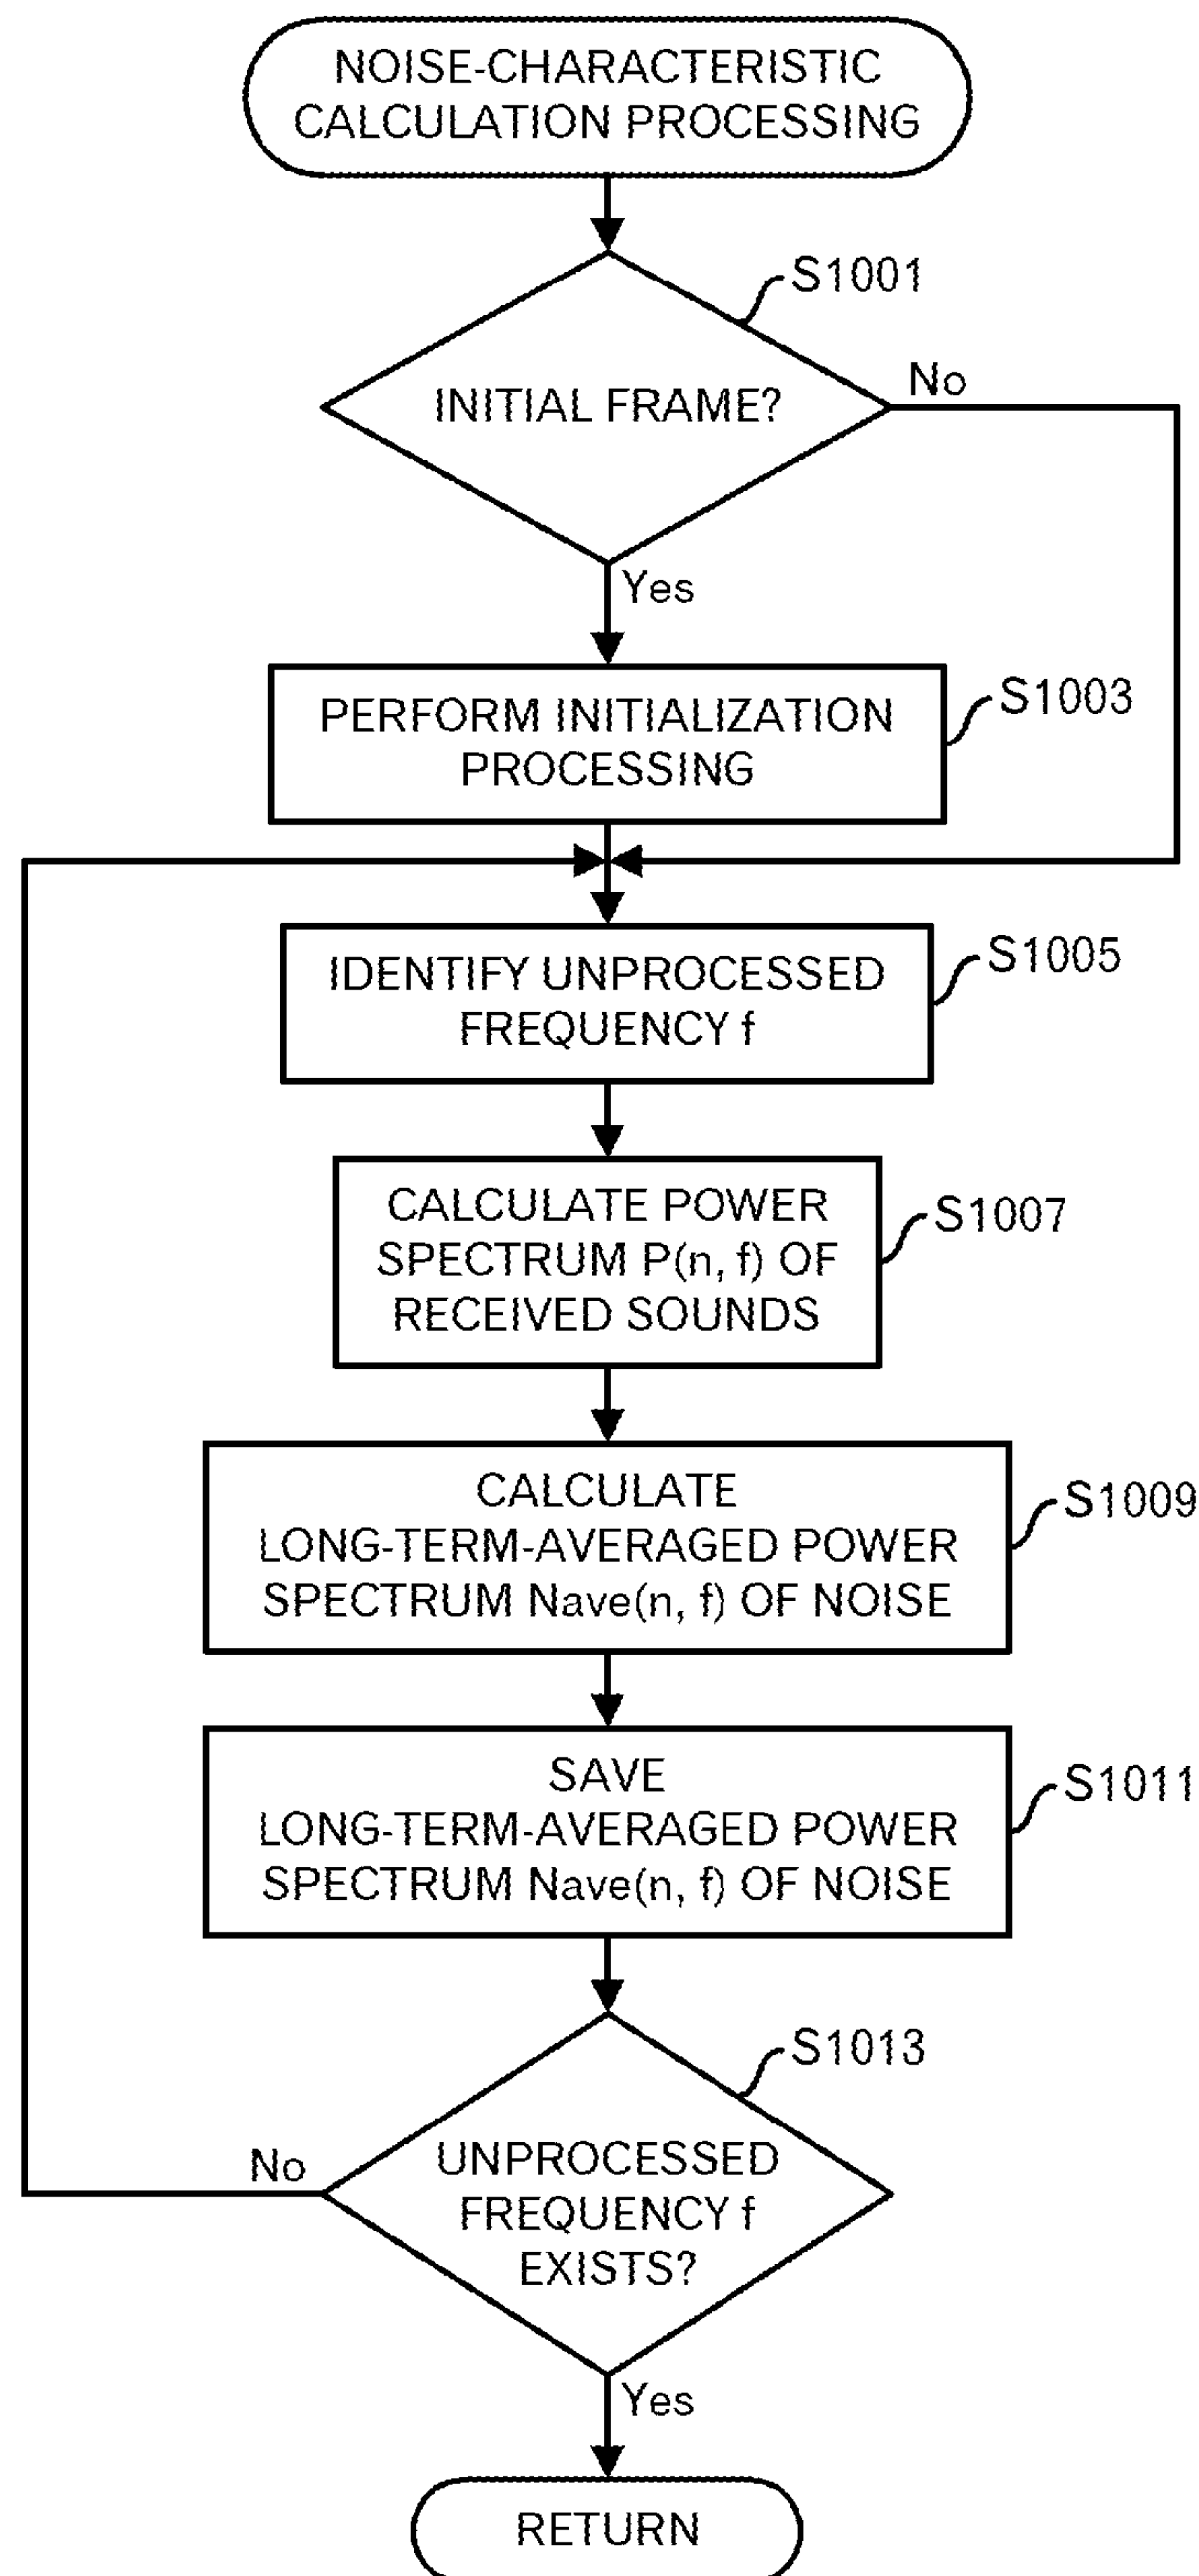 NOISE-CHARACTERISTIC
CALCULATION PROCESSING
S1001
INITIAL FRAME?
No
Yes
S1003
PERFORM INITIALIZATION
PROCESSING
S1005
IDENTIFY UNPROCESSED
FREQUENCY f
S1007
CALCULATE POWER
SPECTRUM P(n, f) OF
RECEIVED SOUNDS
S1009
CALCULATE
LONG-TERM-AVERAGED POWER
SPECTRUM Nave(n, f) OF NOISE
S1011
SAVE
LONG-TERM-AVERAGED POWER
SPECTRUM Nave(n, f) OF NOISE
S1013
UNPROCESSED
FREQUENCY f
EXISTS?
No
Yes
RETURN